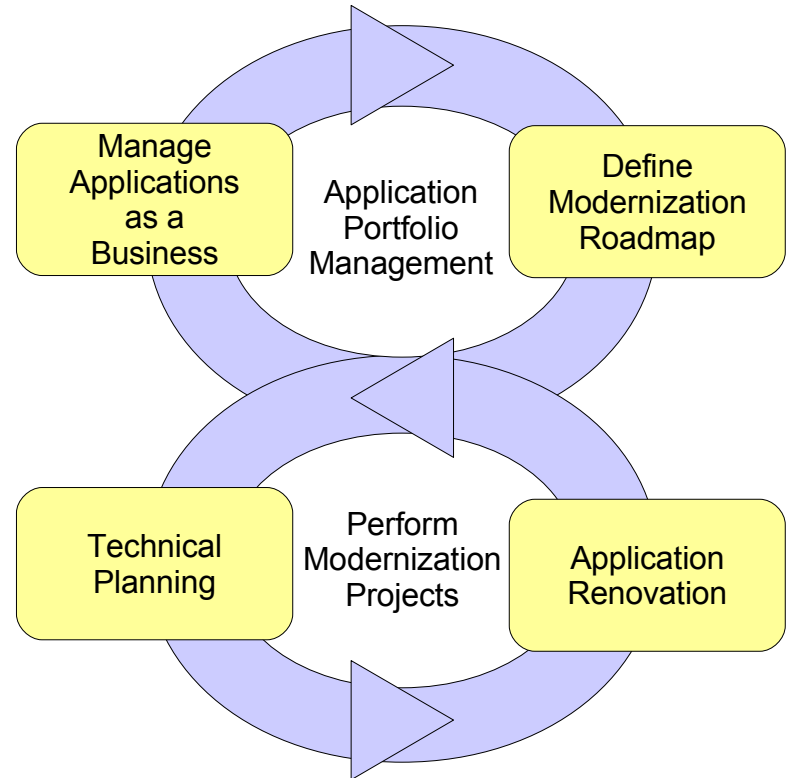 Manage
Applications
as a
Business
Application
Portfolio
Management
Define
Modernization
Roadmap
Technical
Planning
Perform
Modernization
Projects
Application
Renovation